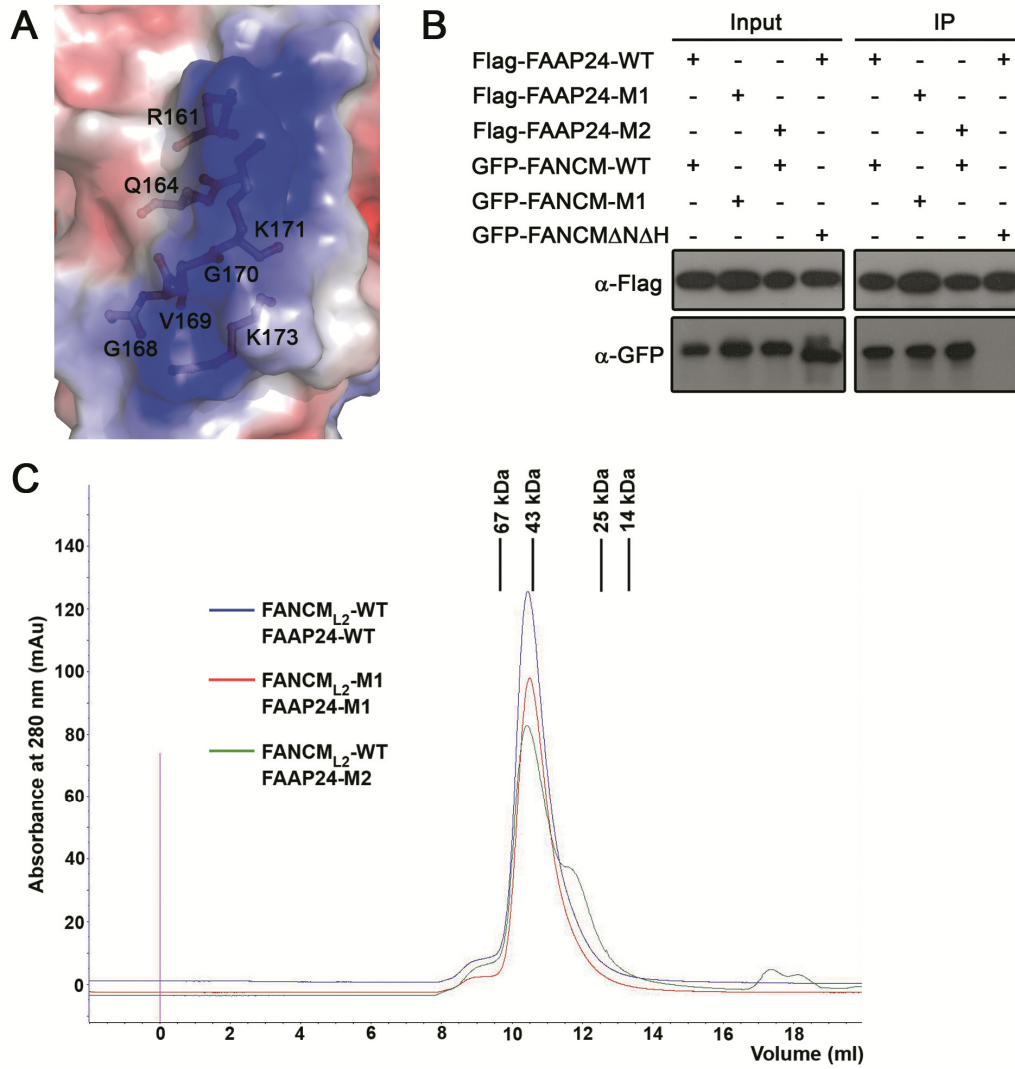 A
R161
Q164
K171
G170
V169
K173
G168
B
Input IP
Flag-FAAP24-WT + - - + + - - +
Flag-FAAP24-M1 - + - - - + - -
Flag-FAAP24-M2 - - + - - - + -
GFP-FANCM-WT + - + - + - + -
GFP-FANCM-M1 - + - - - + - -
GFP-FANCMΔNΔH - - - + - - - +
α-Flag
α-GFP
C
67 kDa
43 kDa
25 kDa
14 kDa
FANCML2-WT
FAAP24-WT
FANCML2-M1
FAAP24-M1
FANCML2-WT
FAAP24-M2
Absorbance at 280 nm (mAu)
140
120
100
80
60
40
20
0
0 2 4 6 8 10 12 14 16 18
Volume (ml)